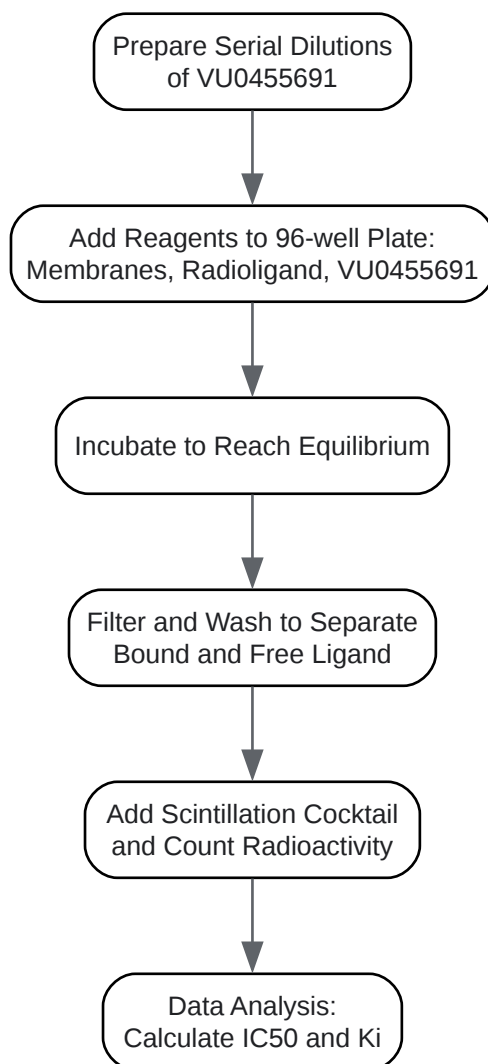 Prepare Serial Dilutions
of VU0455691
Add Reagents to 96-well Plate:
Membranes, Radioligand, VU0455691
Incubate to Reach Equilibrium
Filter and Wash to Separate
Bound and Free Ligand
Add Scintillation Cocktail
and Count Radioactivity
Data Analysis:
Calculate IC50 and Ki